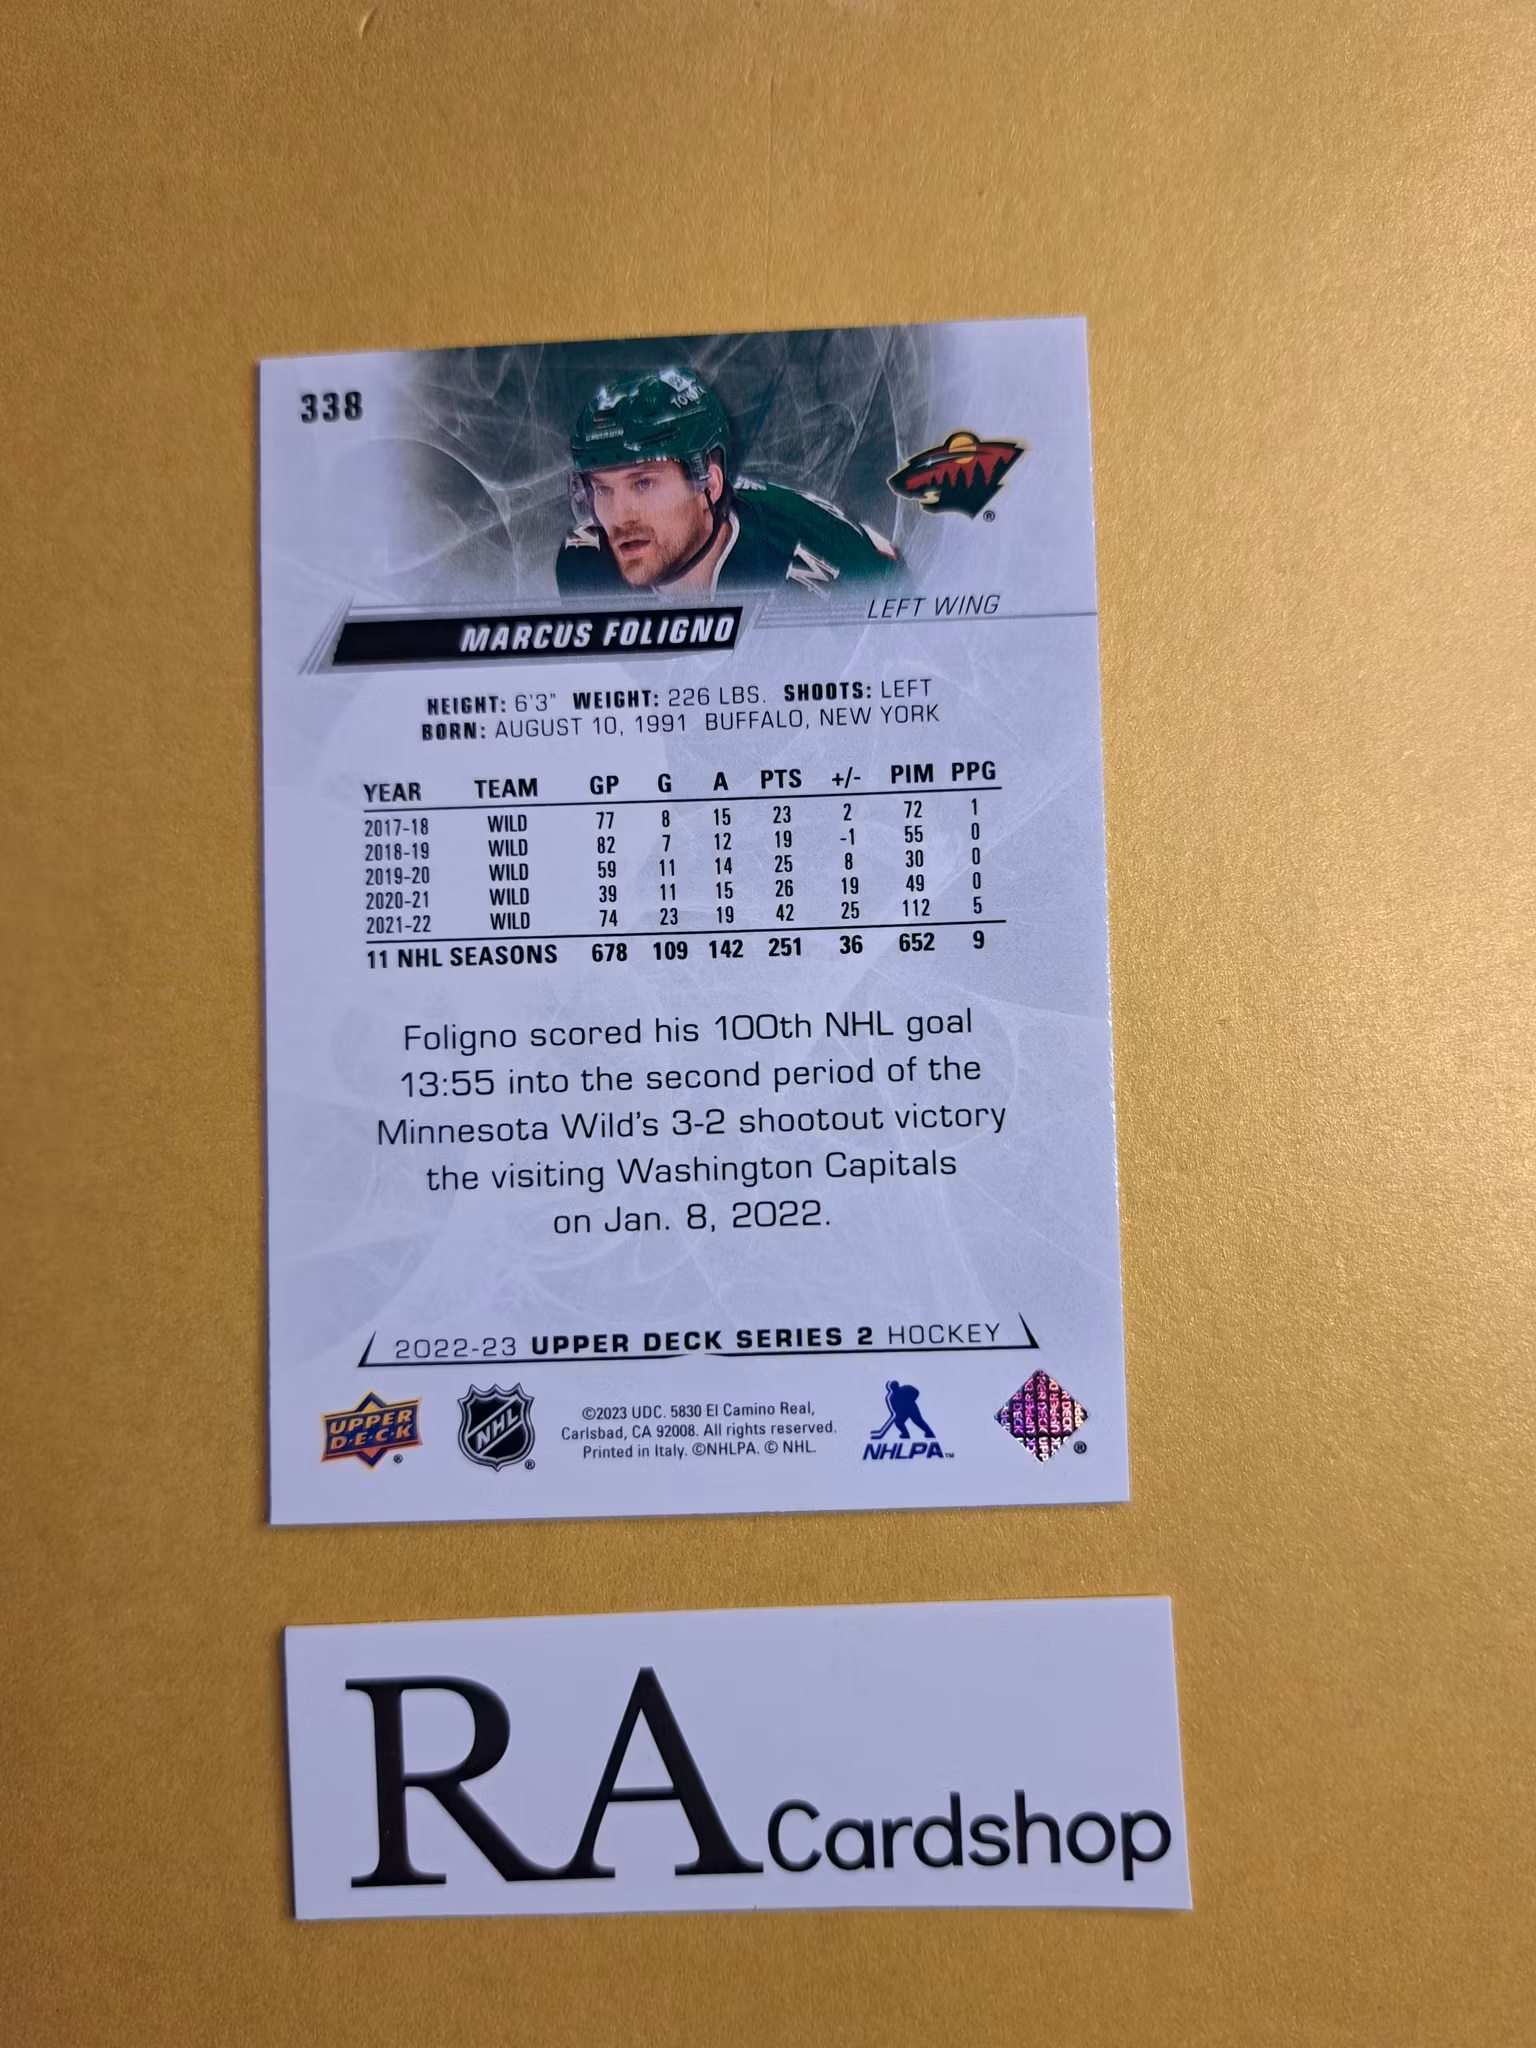 338
TOYOTA
M
M
LEFT WING
MARCUS FOLIGNO
HEIGHT: 6'3" WEIGHT: 226 LBS. SHOOTS: LEFT
BORN: AUGUST 10, 1991 BUFFALO, NEW YORK
YEAR TEAM GP G A PTS +/- PIM PPG
2017-18 WILD 77 8 15 23 2 72 1
2018-19 WILD 82 7 12 19 -1 55 0
2019-20 WILD 59 11 14 25 8 30 0
2020-21 WILD 39 11 15 26 19 49 0
2021-22 WILD 74 23 19 42 25 112 5
11 NHL SEASONS 678 109 142 251 36 652 9
Foligno scored his 100th NHL goal
13:55 into the second period of the
Minnesota Wild's 3-2 shootout victory
the visiting Washington Capitals
on Jan. 8, 2022.
2022-23 UPPER DECK SERIES 2 HOCKEY
UPPER
D·E·C·K
®
NHL
®
©2023 UDC. 5830 El Camino Real,
Carlsbad, CA 92008. All rights reserved.
Printed in Italy. ©NHLPA. © NHL.
NHLPA™
UPPER DECK
®
RA Cardshop